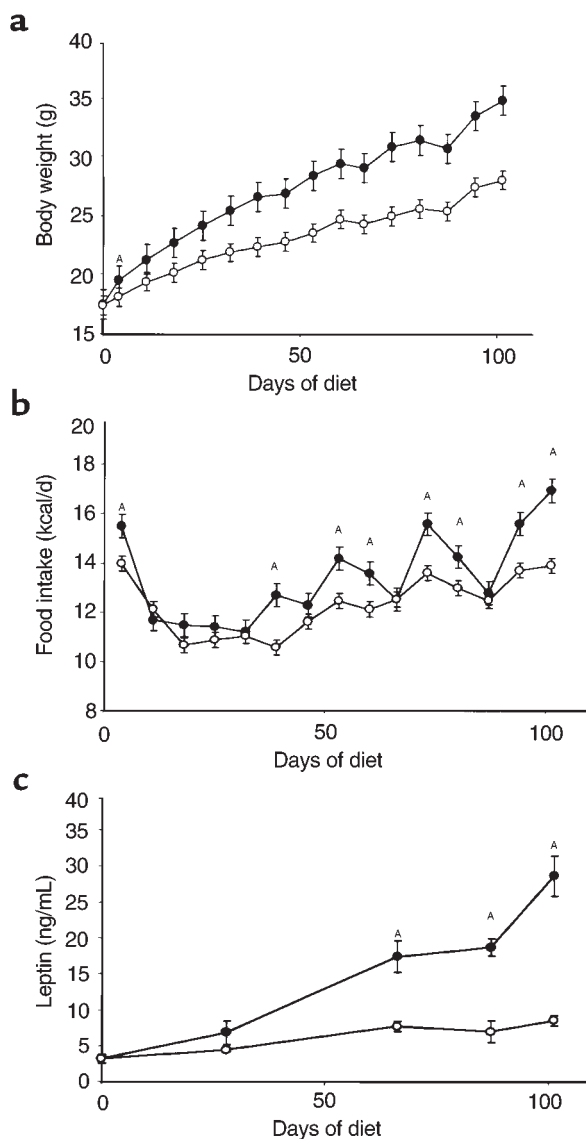 a
40
35
30
25
20
15
Body weight (g)
A
0
50
100
Days of diet
b
20
18
16
14
12
10
8
Food intake (kcal/d)
A
A
A
A
A
A
A
A
0
50
100
Days of diet
c
40
35
30
25
20
15
10
5
0
Leptin (ng/mL)
A
A
A
0
50
100
Days of diet